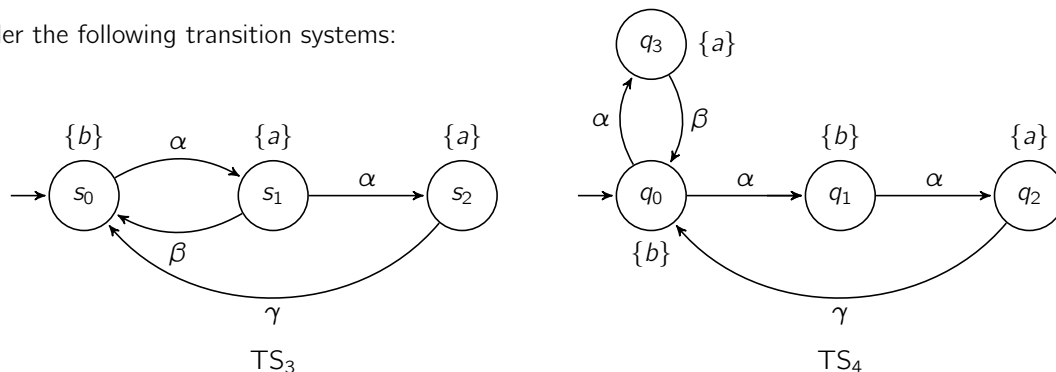 der the following transition systems:
q3
{a}
α
β
{b}
α
{a}
{a}
{b}
{a}
s0
s1
α
s2
q0
α
q1
α
q2
β
{b}
γ
γ
TS3
TS4